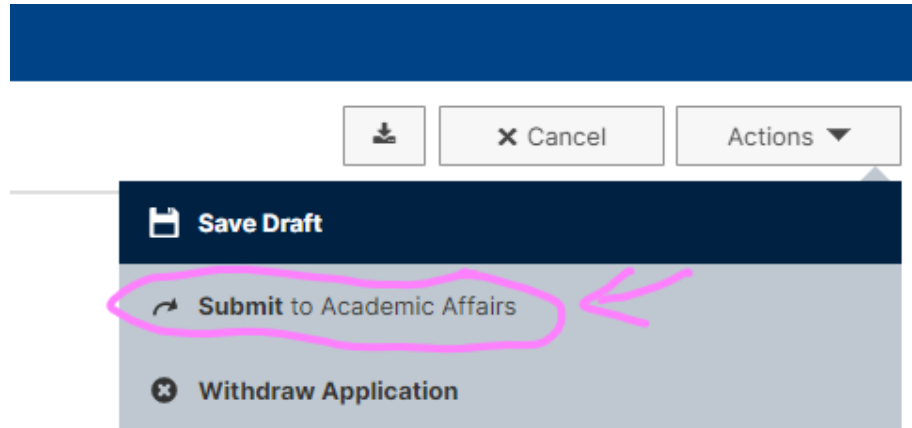 Cancel
Actions
Save Draft
Submit to Academic Affairs
Withdraw Application